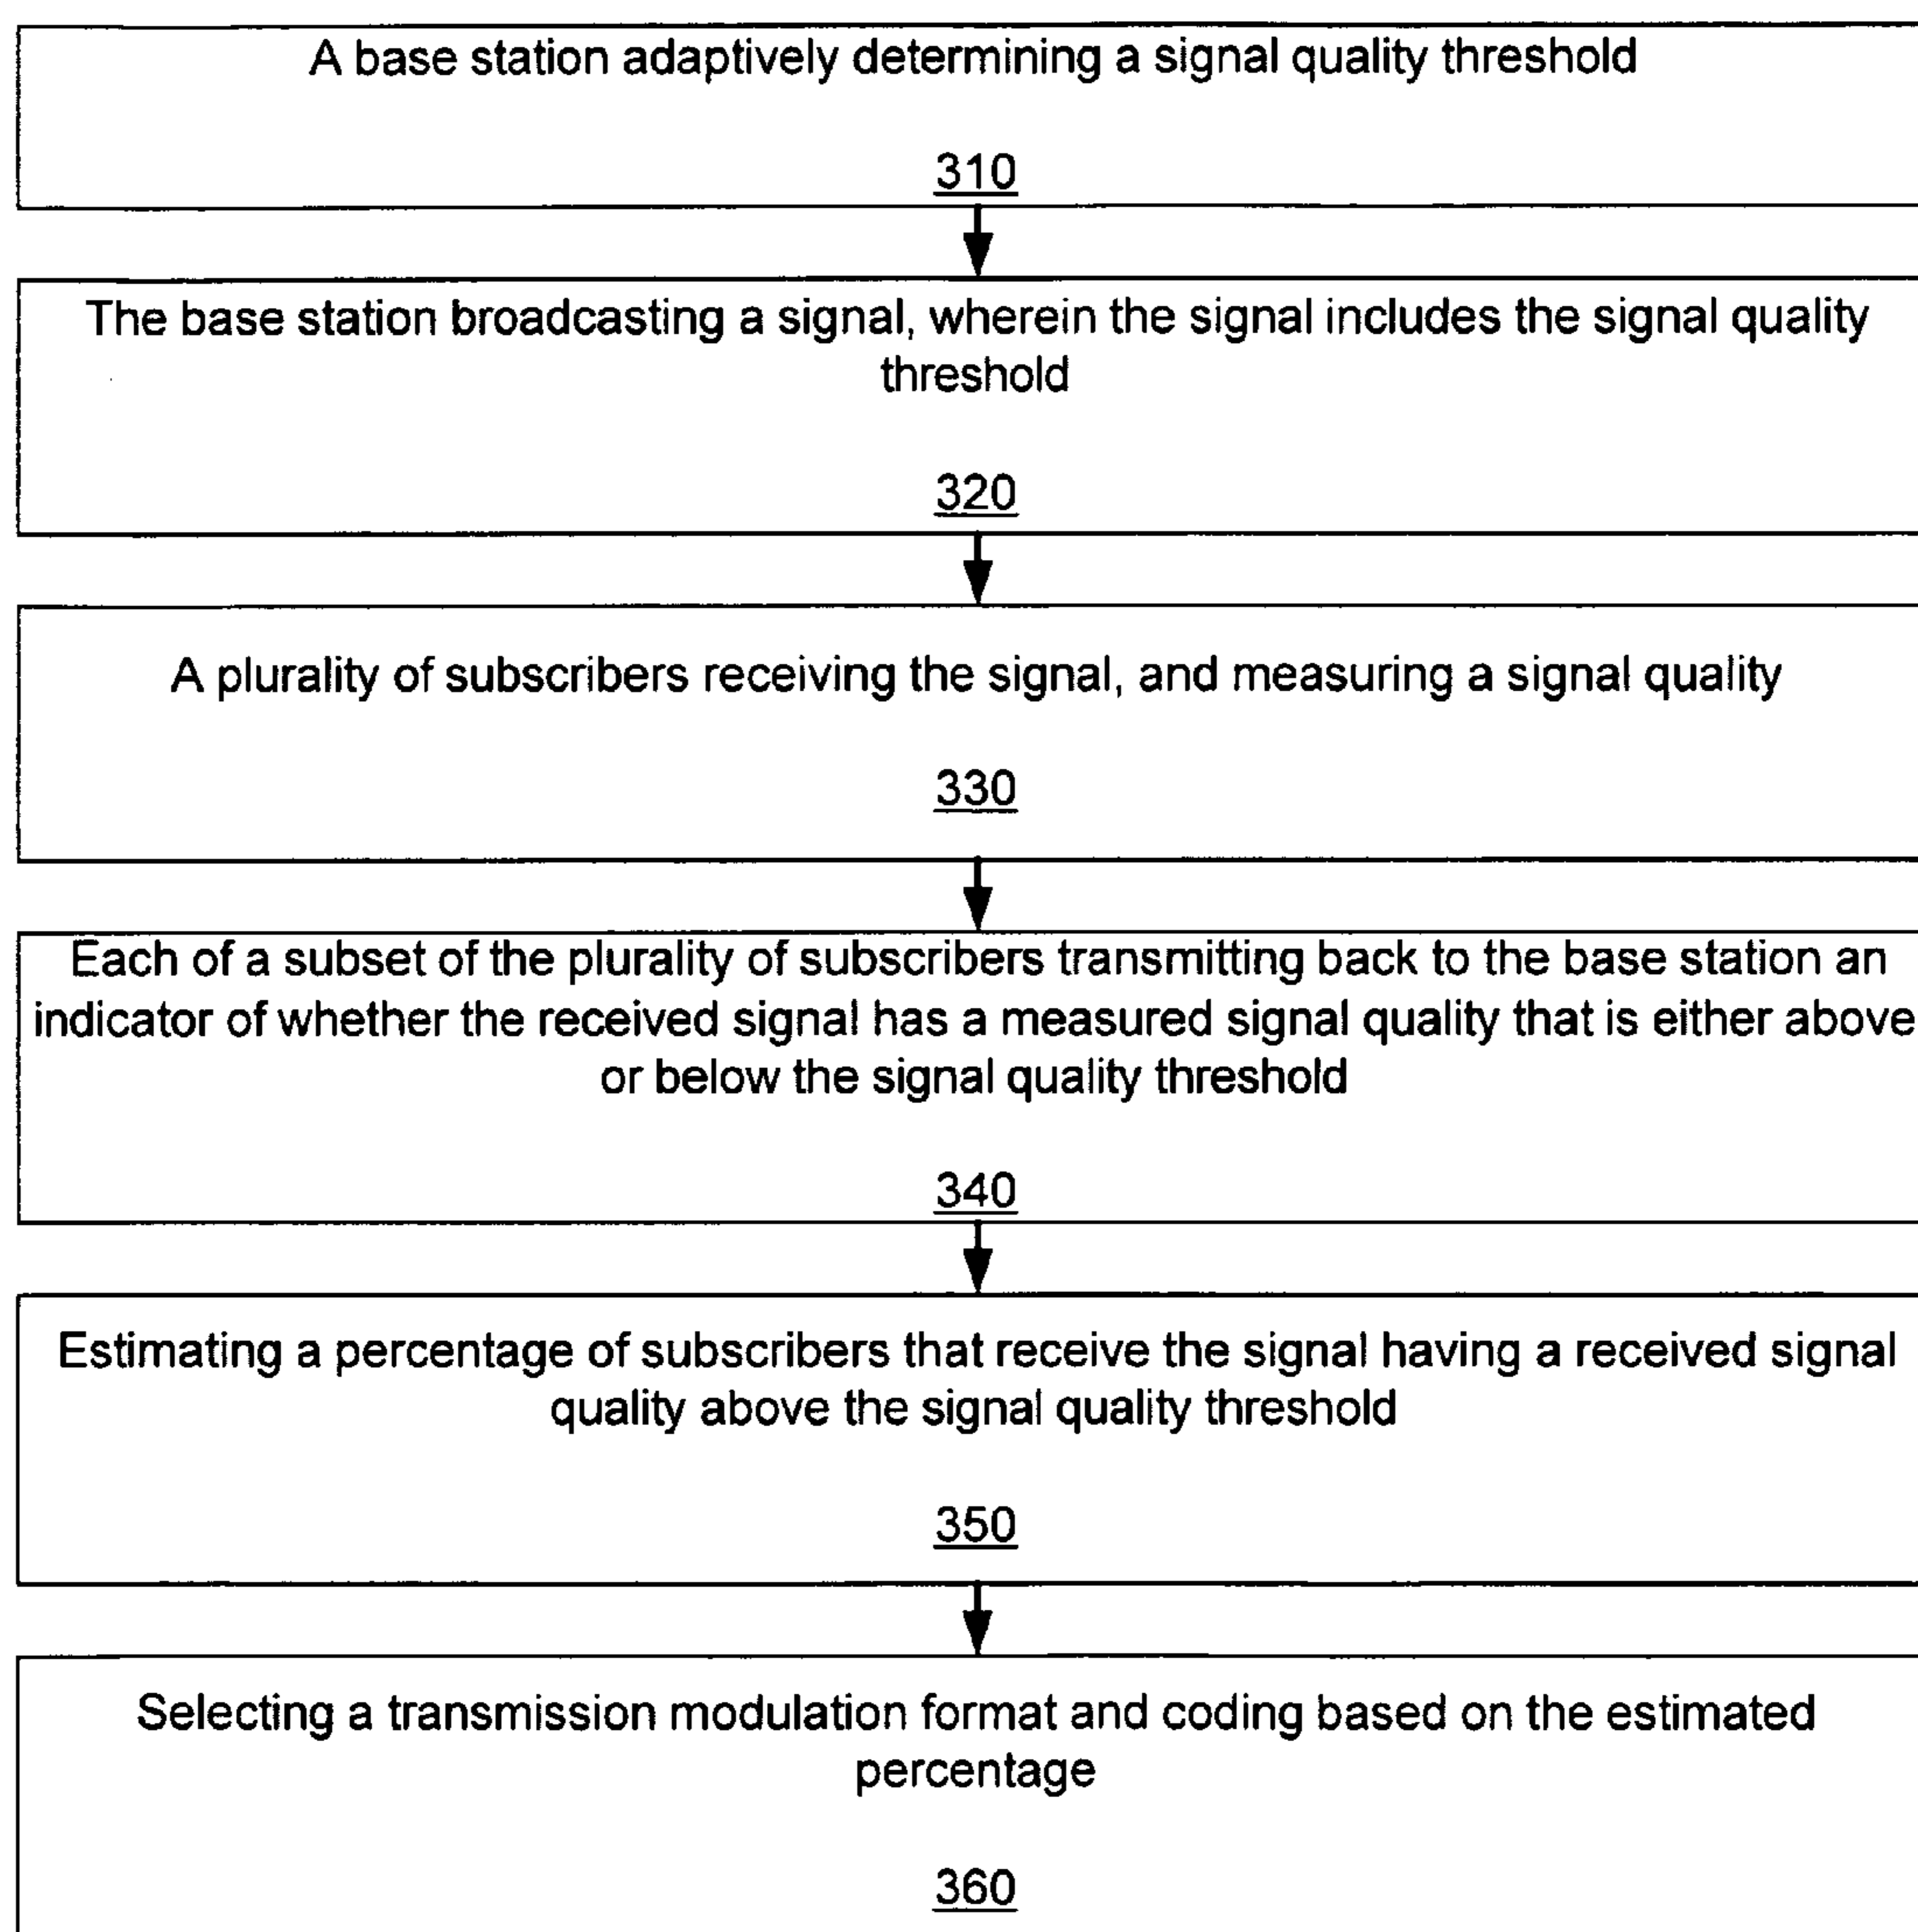 A base station adaptively determining a signal quality threshold
310
The base station broadcasting a signal, wherein the signal includes the signal quality
threshold
320
A plurality of subscribers receiving the signal, and measuring a signal quality
330
Each of a subset of the plurality of subscribers transmitting back to the base station an
indicator of whether the received signal has a measured signal quality that is either above
or below the signal quality threshold
340
Estimating a percentage of subscribers that receive the signal having a received signal
quality above the signal quality threshold
350
Selecting a transmission modulation format and coding based on the estimated
percentage
360